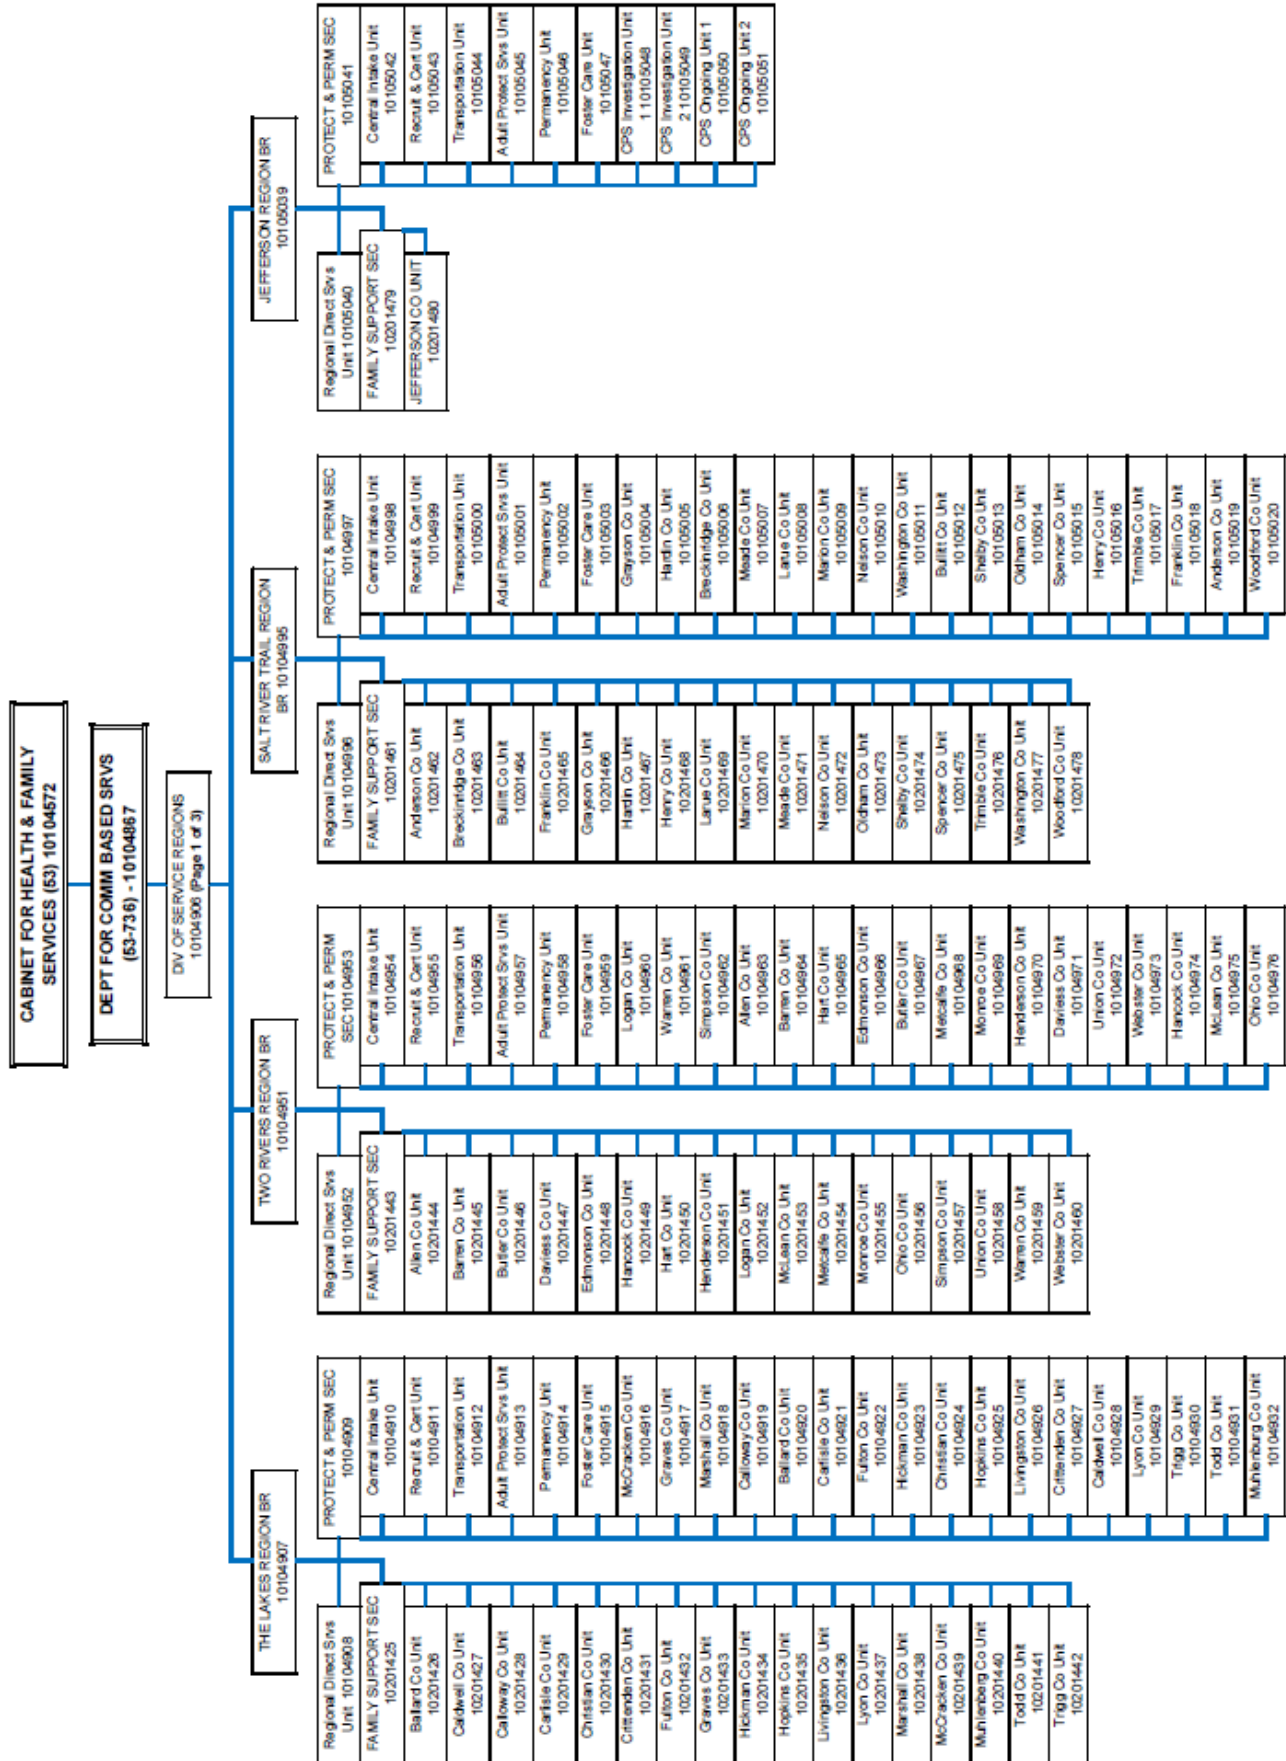 CABINET FOR HEALTH & FAMILY
SERVICES (53) 10104572
DEPT FOR COMM BASED SRVS
(53-736) - 10104867
DIV OF SERVICE REGIONS
10104906 (Page 1 of 3)
THE LAKES REGION BR
10104907
Regional Direct Srvs
Unit 10104908
FAMILY SUPPORT SEC
10201425
Ballard Co Unit
10201426
Caldwell Co Unit
10201427
Calloway Co Unit
10201428
Carlisle Co Unit
10201429
Christian Co Unit
10201430
Crittenden Co Unit
10201431
Fulton Co Unit
10201432
Graves Co Unit
10201433
Hickman Co Unit
10201434
Hopkins Co Unit
10201435
Livingston Co Unit
10201436
Lyon Co Unit
10201437
Marshall Co Unit
10201438
McCracken Co Unit
10201439
Muhlenberg Co Unit
10201440
Todd Co Unit
10201441
Trigg Co Unit
10201442
PROTECT & PERM SEC
10104909
Central Intake Unit
10104910
Recruit & Cert Unit
10104911
Transportation Unit
10104912
Adult Protect Srvs Unit
10104913
Permanency Unit
10104914
Foster Care Unit
10104915
McCracken Co Unit
10104916
Graves Co Unit
10104917
Marshall Co Unit
10104918
Calloway Co Unit
10104919
Ballard Co Unit
10104920
Carlisle Co Unit
10104921
Fulton Co Unit
10104922
Hickman Co Unit
10104923
Christian Co Unit
10104924
Hopkins Co Unit
10104925
Livingston Co Unit
10104926
Crittenden Co Unit
10104927
Caldwell Co Unit
10104928
Lyon Co Unit
10104929
Trigg Co Unit
10104930
Todd Co Unit
10104931
Muhlenburg Co Unit
10104932
TWO RIVERS REGION BR
10104951
Regional Direct Srvs
Unit 10104952
FAMILY SUPPORT SEC
10201443
Allen Co Unit
10201444
Barren Co Unit
10201445
Butler Co Unit
10201446
Daviess Co Unit
10201447
Edmonson Co Unit
10201448
Hancock Co Unit
10201449
Hart Co Unit
10201450
Henderson Co Unit
10201451
Logan Co Unit
10201452
McLean Co Unit
10201453
Metcalfe Co Unit
10201454
Monroe Co Unit
10201455
Ohio Co Unit
10201456
Simpson Co Unit
10201457
Union Co Unit
10201458
Warren Co Unit
10201459
Webster Co Unit
10201460
PROTECT & PERM
SEC10104953
Central Intake Unit
10104954
Recruit & Cert Unit
10104955
Transportation Unit
10104956
Adult Protect Srvs Unit
10104957
Permanency Unit
10104958
Foster Care Unit
10104959
Logan Co Unit
10104960
Warren Co Unit
10104961
Simpson Co Unit
10104962
Allen Co Unit
10104963
Barren Co Unit
10104964
Hart Co Unit
10104965
Edmonson Co Unit
10104966
Butler Co Unit
10104967
Metcalfe Co Unit
10104968
Monroe Co Unit
10104969
Henderson Co Unit
10104970
Daviess Co Unit
10104971
Union Co Unit
10104972
Webster Co Unit
10104973
Hancock Co Unit
10104974
McLean Co Unit
10104975
Ohio Co Unit
10104976
SALT RIVER TRAIL REGION
BR 10104995
Regional Direct Srvs
Unit 10104996
FAMILY SUPPORT SEC
10201461
Anderson Co Unit
10201462
Breckinridge Co Unit
10201463
Bullitt Co Unit
10201464
Franklin Co Unit
10201465
Grayson Co Unit
10201466
Hardin Co Unit
10201467
Henry Co Unit
10201468
Larue Co Unit
10201469
Marion Co Unit
10201470
Meade Co Unit
10201471
Nelson Co Unit
10201472
Oldham Co Unit
10201473
Shelby Co Unit
10201474
Spencer Co Unit
10201475
Trimble Co Unit
10201476
Washington Co Unit
10201477
Woodford Co Unit
10201478
PROTECT & PERM SEC
10104997
Central Intake Unit
10104998
Recruit & Cert Unit
10104999
Transportation Unit
10105000
Adult Protect Srvs Unit
10105001
Permanency Unit
10105002
Foster Care Unit
10105003
Grayson Co Unit
10105004
Hardin Co Unit
10105005
Breckinridge Co Unit
10105006
Meade Co Unit
10105007
Larue Co Unit
10105008
Marion Co Unit
10105009
Nelson Co Unit
10105010
Washington Co Unit
10105011
Bullitt Co Unit
10105012
Shelby Co Unit
10105013
Oldham Co Unit
10105014
Spencer Co Unit
10105015
Henry Co Unit
10105016
Trimble Co Unit
10105017
Franklin Co Unit
10105018
Anderson Co Unit
10105019
Woodford Co Unit
10105020
JEFFERSON REGION BR
10105039
Regional Direct Srvs
Unit 10105040
FAMILY SUPPORT SEC
10201479
JEFFERSON CO UNIT
10201480
PROTECT & PERM SEC
10105041
Central Intake Unit
10105042
Recruit & Cert Unit
10105043
Transportation Unit
10105044
Adult Protect Srvs Unit
10105045
Permanency Unit
10105046
Foster Care Unit
10105047
CPS Investigation Unit
1 10105048
CPS Investigation Unit
2 10105049
CPS Ongoing Unit 1
10105050
CPS Ongoing Unit 2
10105051